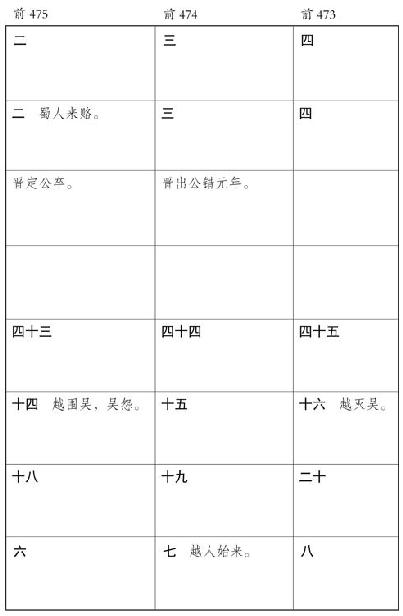 前 475 前 474 前 473
二 三 四
二 蜀人来赂。 三 四
晋定公卒。 晋出公错元年。
四十三 四十四 四十五
十四 越围吴，吴怨。 十五 十六 越灭吴。
十八 十九 二十
六 七 越人始来。 八